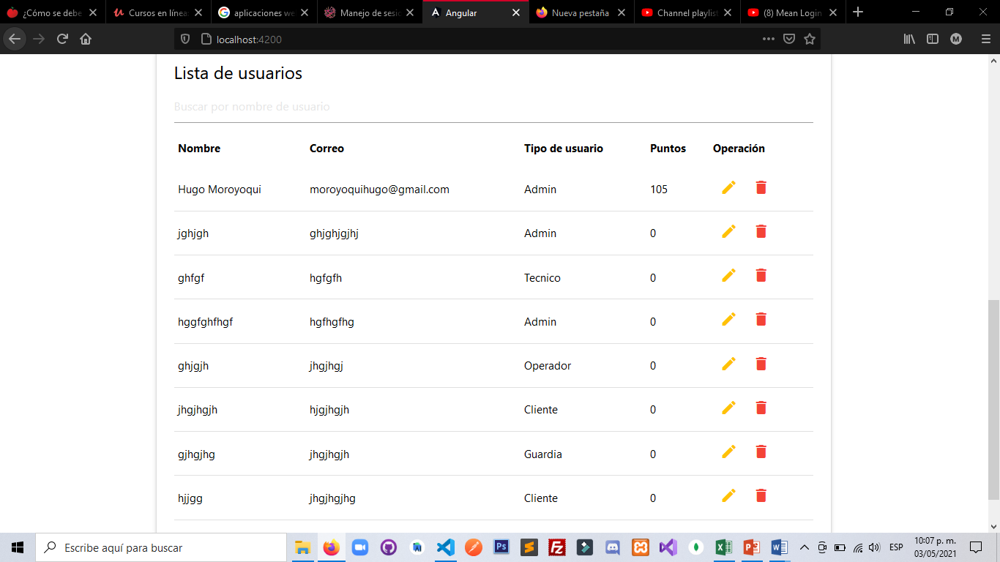 ¿Cómo se debe
Cursos en línea:
aplicaciones we
Manejo de sesio
Angular
Nueva pestaña
Channel playlist
(8) Mean Login
localhost:4200
M
Lista de usuarios
Buscar por nombre de usuario
Nombre Correo Tipo de usuario Puntos Operación
Hugo Moroyoqui moroyoquihugo@gmail.com Admin 105
jghjgh ghjghjgjhj Admin 0
ghfgf hgfgfh Tecnico 0
hggfghfhgf hgfhgfhg Admin 0
ghjgjh jhgjhgj Operador 0
jhgjhgjh hjgjhgjh Cliente 0
gjhgjhg jhgjhgjh Guardia 0
hjjgg jhgjhgjhg Cliente 0
Escribe aquí para buscar
ESP
10:07 p. m.
03/05/2021